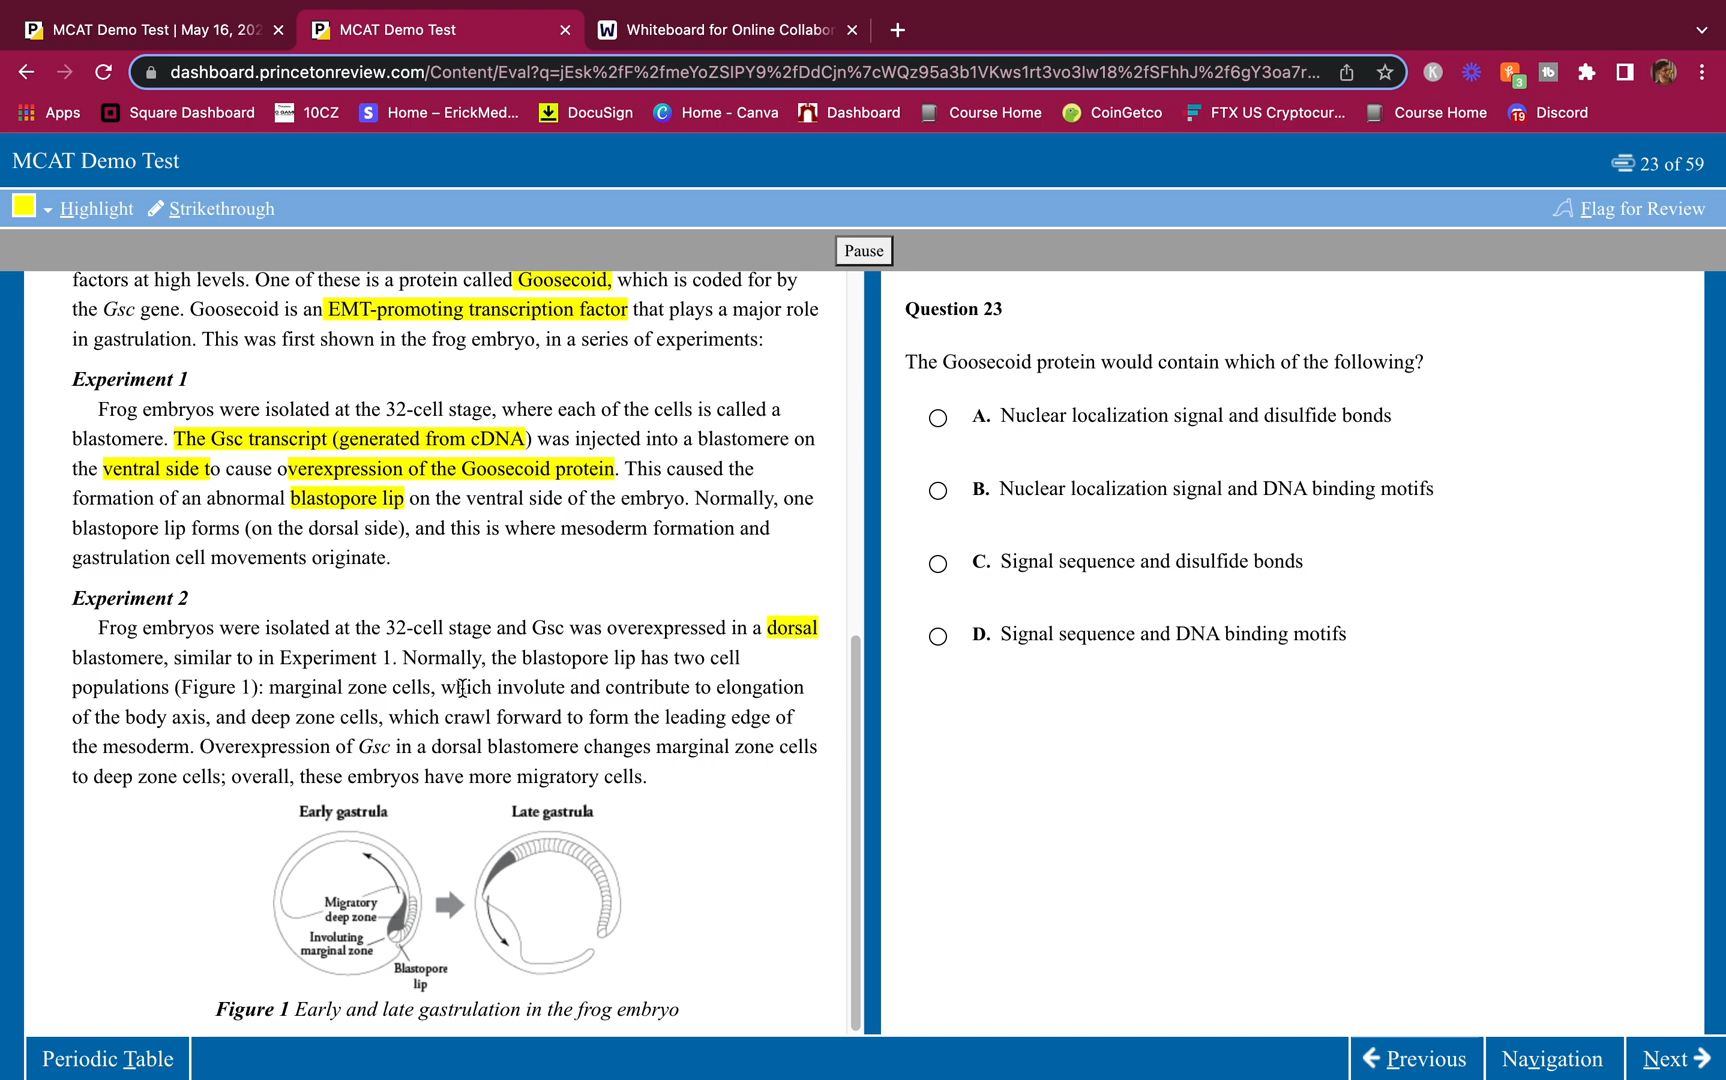 MCAT Demo Test | May 16, 202
MCAT Demo Test
Whiteboard for Online Collabor
dashboard.princetonreview.com/Content/Eval?q=jEsk%2fF%2fmeYoZSIPY9%2fDdCjn%7cWQz95a3b1VKws1rt3vo3lw18%2fSFhhJ%2f6gY3oa7r...
Apps
Square Dashboard
10CZ
Home – ErickMed...
DocuSign
Home - Canva
Dashboard
Course Home
CoinGetco
FTX US Cryptocur...
Course Home
Discord
MCAT Demo Test
23 of 59
Highlight
Strikethrough
Flag for Review
Pause
factors at high levels. One of these is a protein called Goosecoid, which is coded for by
the Gsc gene. Goosecoid is an EMT-promoting transcription factor that plays a major role
in gastrulation. This was first shown in the frog embryo, in a series of experiments:
Experiment 1
Frog embryos were isolated at the 32-cell stage, where each of the cells is called a
blastomere. The Gsc transcript (generated from cDNA) was injected into a blastomere on
the ventral side to cause overexpression of the Goosecoid protein. This caused the
formation of an abnormal blastopore lip on the ventral side of the embryo. Normally, one
blastopore lip forms (on the dorsal side), and this is where mesoderm formation and
gastrulation cell movements originate.
Experiment 2
Frog embryos were isolated at the 32-cell stage and Gsc was overexpressed in a dorsal
blastomere, similar to in Experiment 1. Normally, the blastopore lip has two cell
populations (Figure 1): marginal zone cells, which involute and contribute to elongation
of the body axis, and deep zone cells, which crawl forward to form the leading edge of
the mesoderm. Overexpression of Gsc in a dorsal blastomere changes marginal zone cells
to deep zone cells; overall, these embryos have more migratory cells.
Early gastrula
Late gastrula
Migratory
deep zone
Involuting
marginal zone
Blastopore
lip
Figure 1 Early and late gastrulation in the frog embryo
Question 23
The Goosecoid protein would contain which of the following?
A. Nuclear localization signal and disulfide bonds
B. Nuclear localization signal and DNA binding motifs
C. Signal sequence and disulfide bonds
D. Signal sequence and DNA binding motifs
Periodic Table
Previous
Navigation
Next